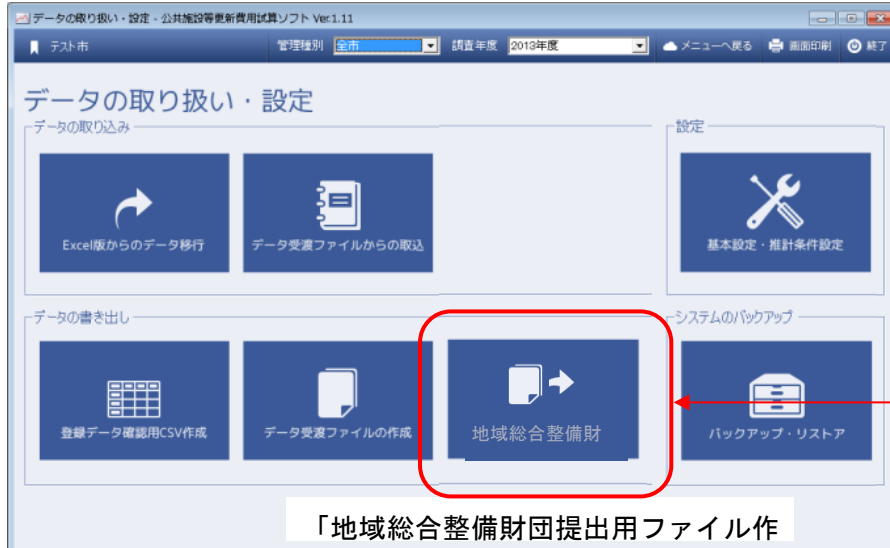 データの取り扱い・設定 - 公共施設等更新費用試算ソフト Ver.1.11
テスト市 管理種別 全市 調査年度 2013年度 メニューへ戻る 画面印刷 終了
データの取り扱い・設定
データの取り込み
設定
Excel版からのデータ移行
データ受渡ファイルからの取込
基本設定・推計条件設定
データの書き出し
システムのバックアップ
登録データ確認用CSV作成
データ受渡ファイルの作成
地域総合整備財
バックアップ・リストア
「地域総合整備財団提出用ファイル作